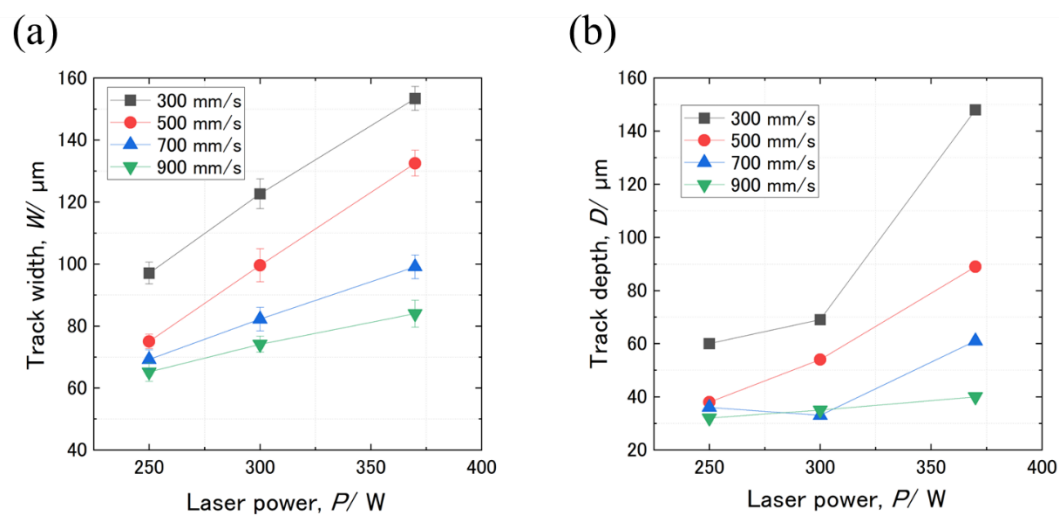 (a)
(b)
160
140
120
100
80
60
40
300 mm/s
500 mm/s
700 mm/s
900 mm/s
250
300
350
400
Track width, W/ μm
Laser power, P/ W
160
140
120
100
80
60
40
20
300 mm/s
500 mm/s
700 mm/s
900 mm/s
250
300
350
400
Track depth, D/ μm
Laser power, P/ W